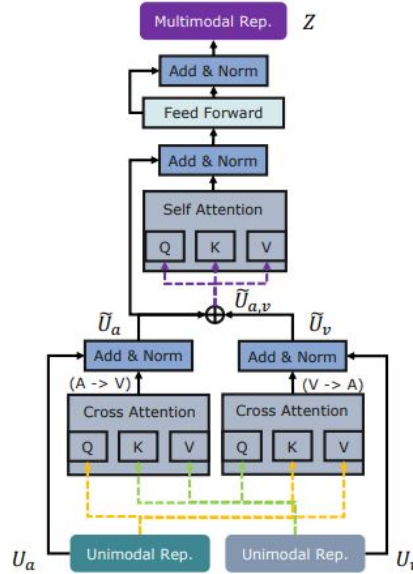 Multimodal Rep. Z
Add & Norm
Feed Forward
Add & Norm
Self Attention
Q K V
Ũₐ,ᵥ
Ũₐ Ũᵥ
Add & Norm Add & Norm
(A -> V) (V -> A)
Cross Attention Cross Attention
Q K V Q K V
Uₐ Unimodal Rep. Unimodal Rep. Uᵥ